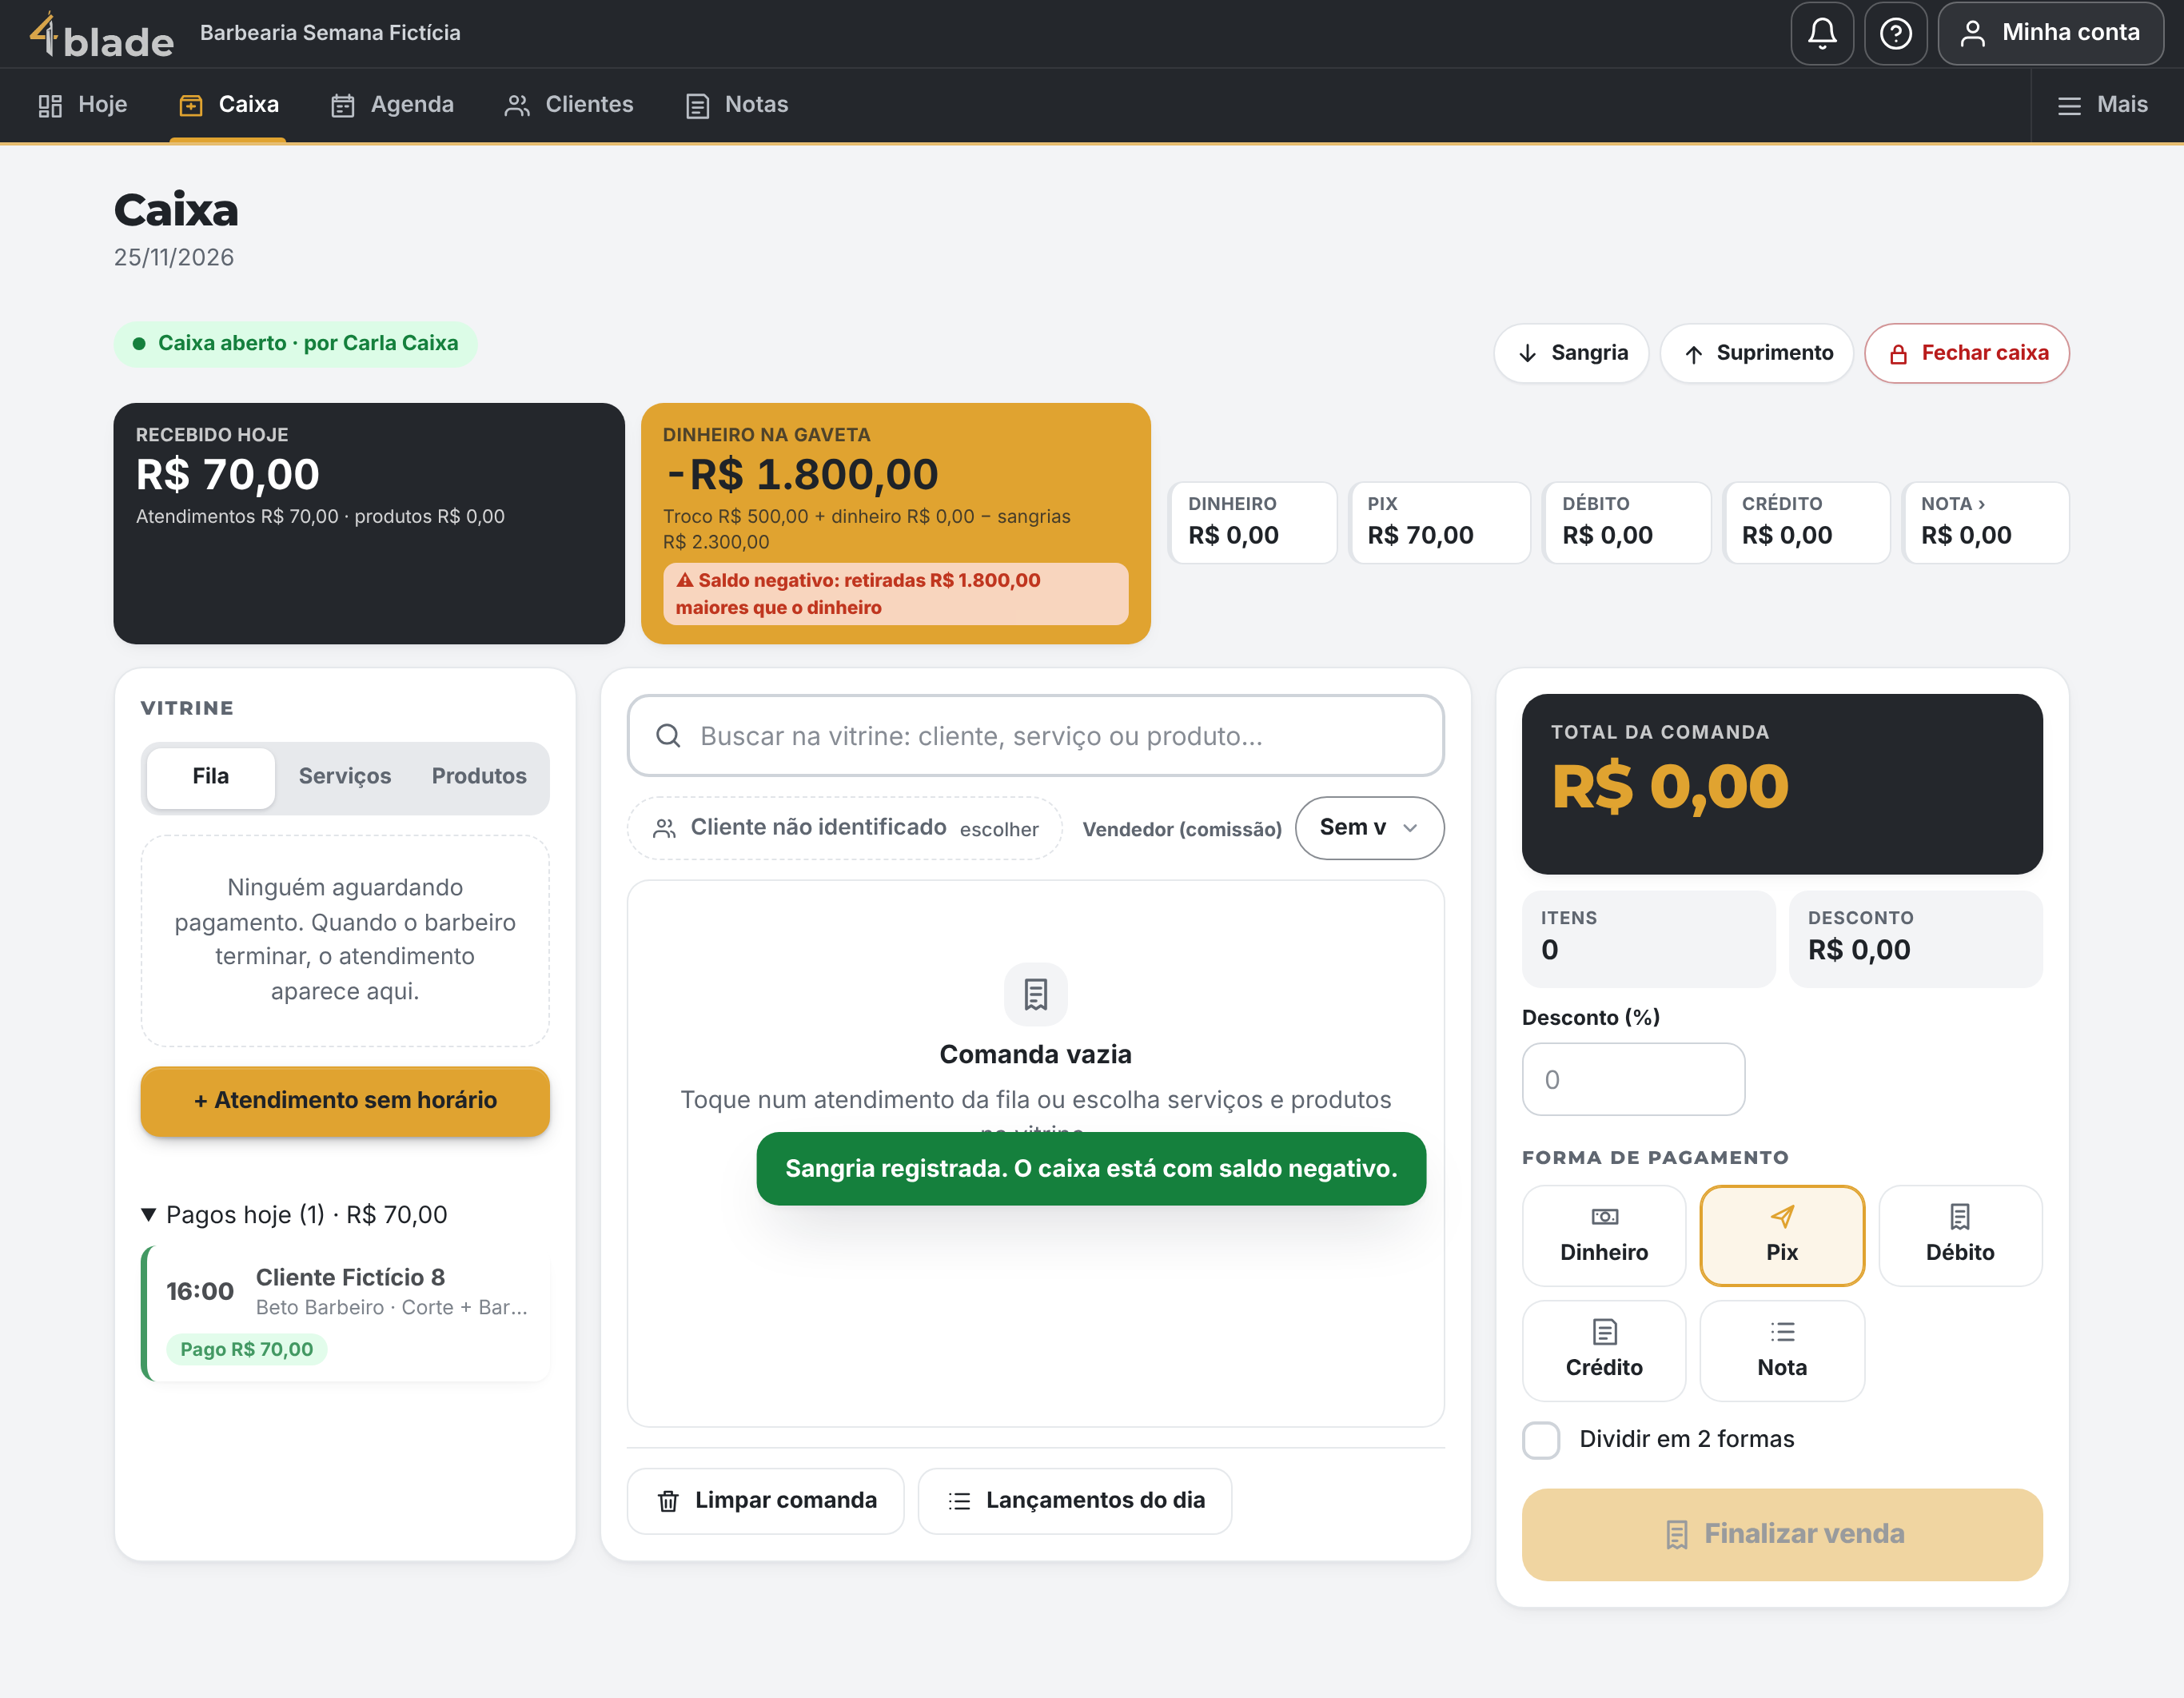 4blade
Barbearia Semana Fictícia
Minha conta
Hoje
Caixa
Agenda
Clientes
Notas
Mais
Caixa
25/11/2026
Caixa aberto · por Carla Caixa
Sangria
Suprimento
Fechar caixa
RECEBIDO HOJE
R$ 70,00
Atendimentos R$ 70,00 · produtos R$ 0,00
DINHEIRO NA GAVETA
-R$ 1.800,00
Troco R$ 500,00 + dinheiro R$ 0,00 − sangrias
R$ 2.300,00
⚠ Saldo negativo: retiradas R$ 1.800,00
maiores que o dinheiro
DINHEIRO
R$ 0,00
PIX
R$ 70,00
DÉBITO
R$ 0,00
CRÉDITO
R$ 0,00
NOTA ›
R$ 0,00
VITRINE
Fila
Serviços
Produtos
Ninguém aguardando
pagamento. Quando o barbeiro
terminar, o atendimento
aparece aqui.
+ Atendimento sem horário
▼ Pagos hoje (1) · R$ 70,00
16:00
Cliente Fictício 8
Beto Barbeiro · Corte + Bar...
Pago R$ 70,00
Buscar na vitrine: cliente, serviço ou produto...
Cliente não identificado escolher
Vendedor (comissão)
Sem v
Comanda vazia
Toque num atendimento da fila ou escolha serviços e produtos
Sangria registrada. O caixa está com saldo negativo.
Limpar comanda
Lançamentos do dia
TOTAL DA COMANDA
R$ 0,00
ITENS
0
DESCONTO
R$ 0,00
Desconto (%)
0
FORMA DE PAGAMENTO
Dinheiro
Pix
Débito
Crédito
Nota
Dividir em 2 formas
Finalizar venda